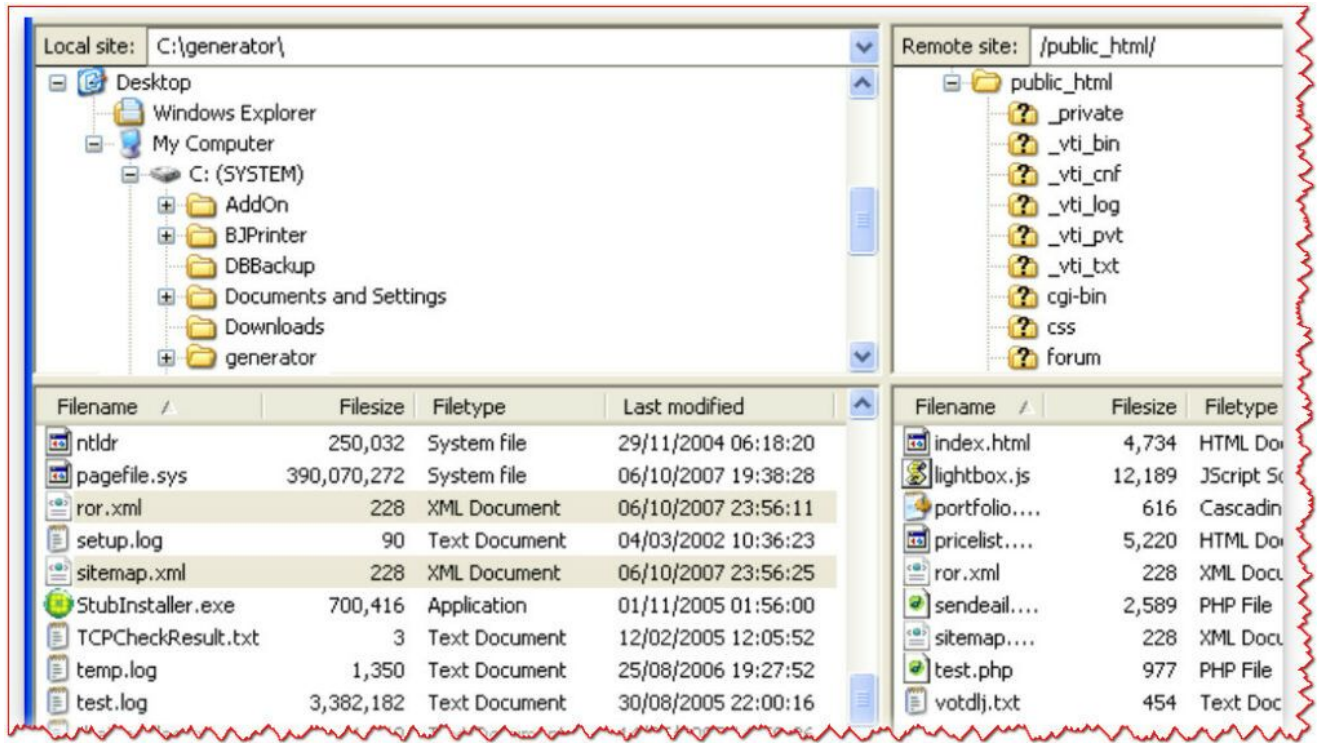 Local site: C:\generator\
Desktop
Windows Explorer
My Computer
C: (SYSTEM)
AddOn
BJPrinter
DBBackup
Documents and Settings
Downloads
generator
Remote site: /public_html/
public_html
_private
_vti_bin
_vti_cnf
_vti_log
_vti_pvt
_vti_txt
cgi-bin
css
forum
Filename Filesize Filetype Last modified
ntldr 250,032 System file 29/11/2004 06:18:20
pagefile.sys 390,070,272 System file 06/10/2007 19:38:28
ror.xml 228 XML Document 06/10/2007 23:56:11
setup.log 90 Text Document 04/03/2002 10:36:23
sitemap.xml 228 XML Document 06/10/2007 23:56:25
StubInstaller.exe 700,416 Application 01/11/2005 01:56:00
TCPCheckResult.txt 3 Text Document 12/02/2005 12:05:52
temp.log 1,350 Text Document 25/08/2006 19:27:52
test.log 3,382,182 Text Document 30/08/2005 22:00:16
Filename Filesize Filetype
index.html 4,734 HTML Do
lightbox.js 12,189 JScript Sc
portfolio.... 616 Cascadin
pricelist.... 5,220 HTML Do
ror.xml 228 XML Docu
sendeail.... 2,589 PHP File
sitemap.... 228 XML Docu
test.php 977 PHP File
votdlj.txt 454 Text Doc